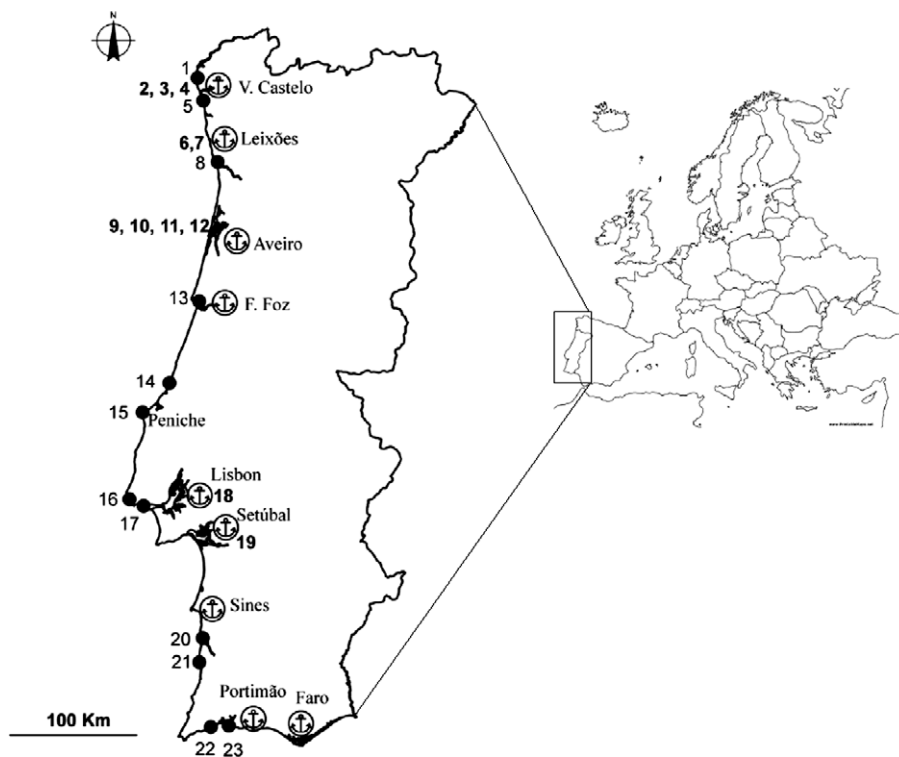 1
2, 3, 4
V. Castelo
5
6,7
Leixões
8
9, 10, 11, 12
Aveiro
13
F. Foz
14
15
Peniche
16
17
Lisbon
18
Setúbal
19
Sines
20
21
Portimão
Faro
22
23
100 Km